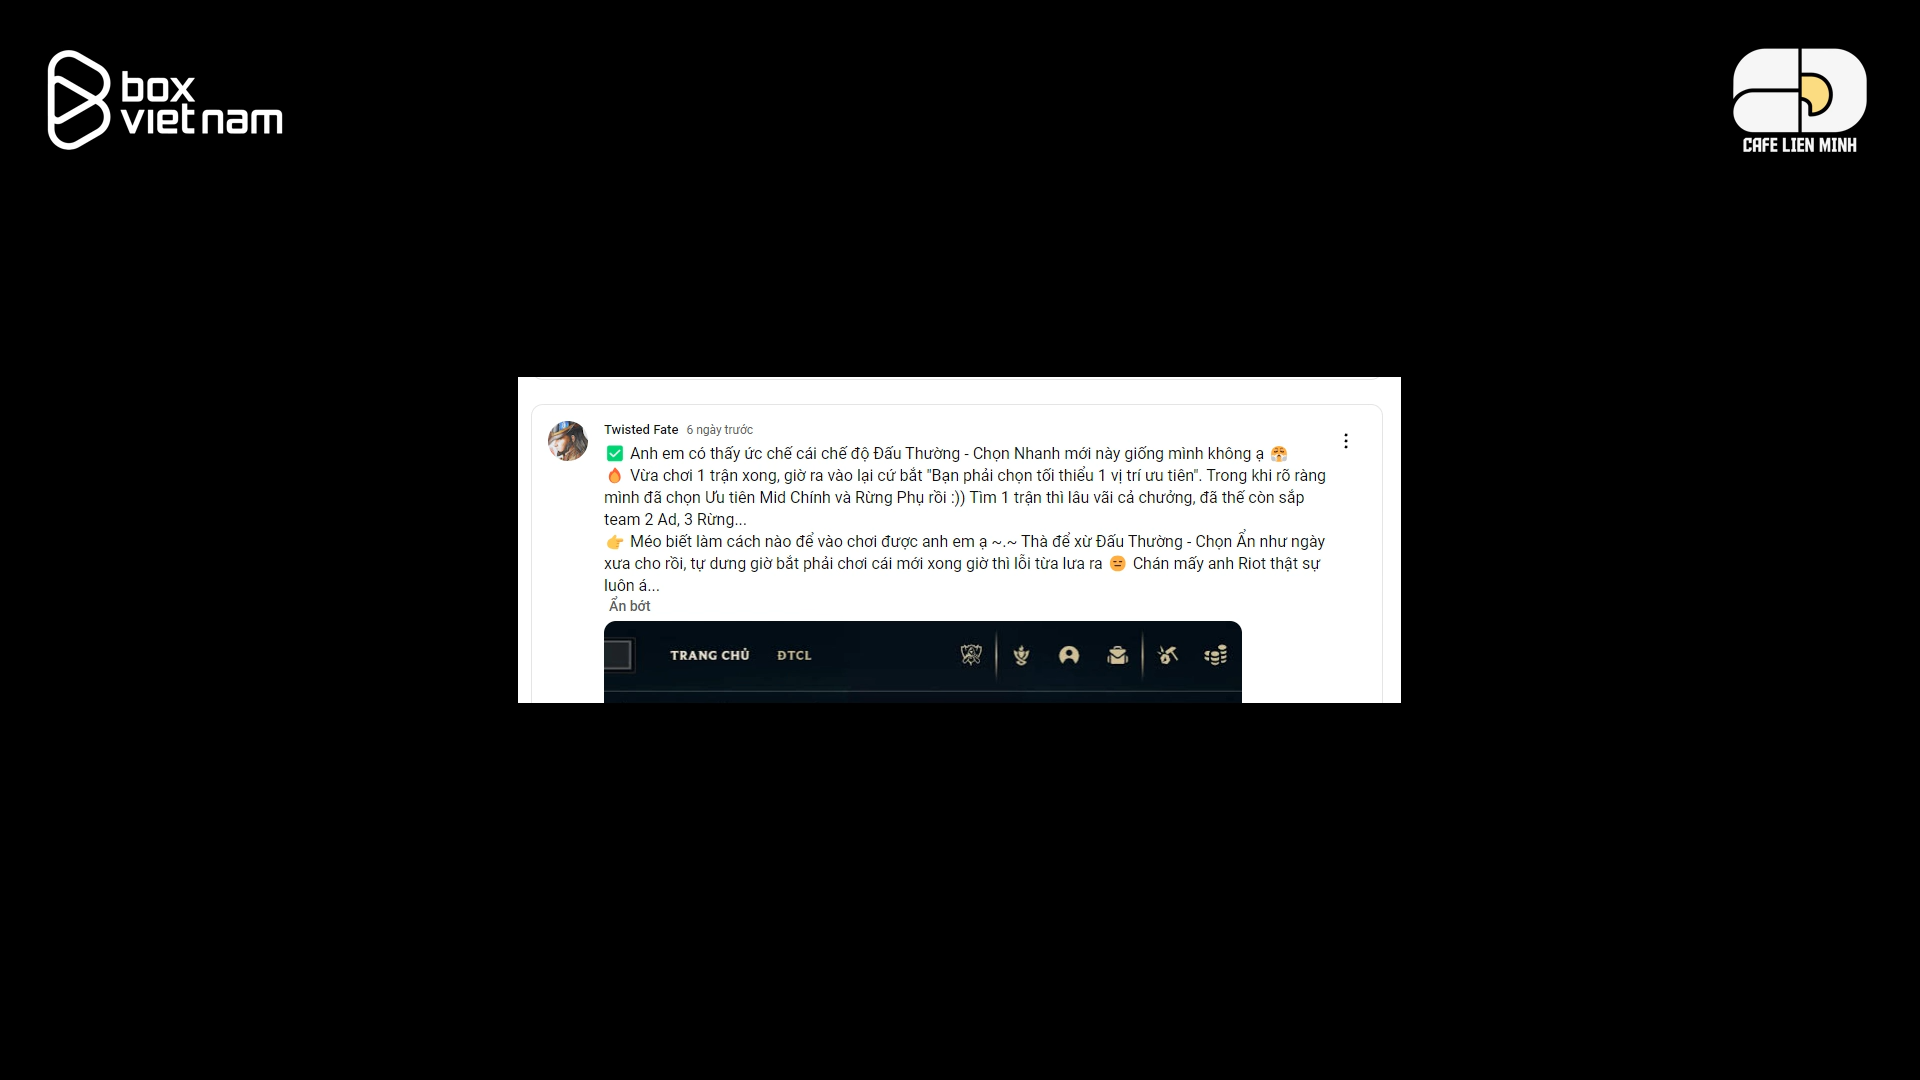 box
viet nam
CAFE LIEN MINH
Twisted Fate 6 ngày trước
✅ Anh em có thấy ức chế cái chế độ Đấu Thường - Chọn Nhanh mới này giống mình không ạ 😤
🔥 Vừa chơi 1 trận xong, giờ ra vào lại cứ bắt "Bạn phải chọn tối thiểu 1 vị trí ưu tiên". Trong khi rõ ràng
mình đã chọn Ưu tiên Mid Chính và Rừng Phụ rồi :)) Tìm 1 trận thì lâu vãi cả chưởng, đã thế còn sắp
team 2 Ad, 3 Rừng...
👉 Méo biết làm cách nào để vào chơi được anh em ạ ~.~ Thà để xừ Đấu Thường - Chọn Ẩn như ngày
xưa cho rồi, tự dưng giờ bắt phải chơi cái mới xong giờ thì lỗi từa lưa ra 😑 Chán mấy anh Riot thật sự
luôn á...
Ẩn bớt
TRANG CHỦ ĐTCL